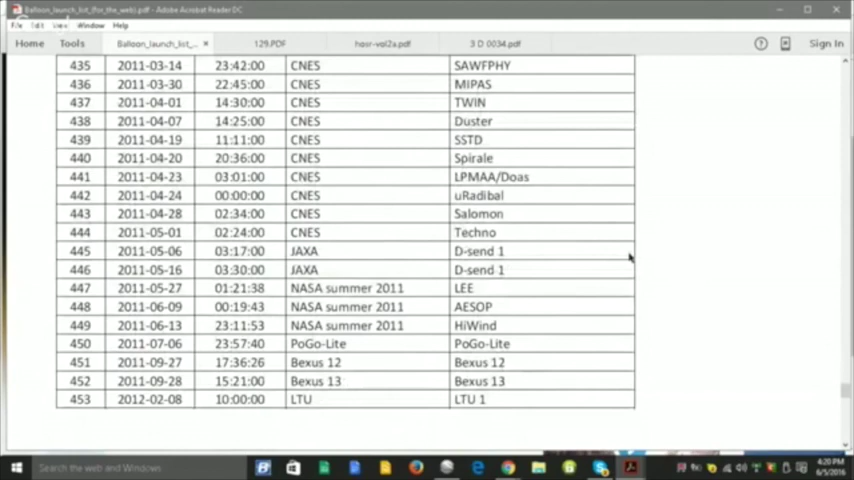 Balloon_launch_list_(for_the_web).pdf - Adobe Acrobat Reader DC
File Edit View Window Help
Home Tools Balloon_launch_list_... × 129.PDF hasr-vol2a.pdf 3 D 0034.pdf Sign In
435 2011-03-14 23:42:00 CNES SAWFPHY
436 2011-03-30 22:45:00 CNES MIPAS
437 2011-04-01 14:30:00 CNES TWIN
438 2011-04-07 14:25:00 CNES Duster
439 2011-04-19 11:11:00 CNES SSTD
440 2011-04-20 20:36:00 CNES Spirale
441 2011-04-23 03:01:00 CNES LPMAA/Doas
442 2011-04-24 00:00:00 CNES uRadibal
443 2011-04-28 02:34:00 CNES Salomon
444 2011-05-01 02:24:00 CNES Techno
445 2011-05-06 03:17:00 JAXA D-send 1
446 2011-05-16 03:30:00 JAXA D-send 1
447 2011-05-27 01:21:38 NASA summer 2011 LEE
448 2011-06-09 00:19:43 NASA summer 2011 AESOP
449 2011-06-13 23:11:53 NASA summer 2011 HiWind
450 2011-07-06 23:57:40 PoGo-Lite PoGo-Lite
451 2011-09-27 17:36:26 Bexus 12 Bexus 12
452 2011-09-28 15:21:00 Bexus 13 Bexus 13
453 2012-02-08 10:00:00 LTU LTU 1
Search the web and Windows
4:20 PM
6/5/2016